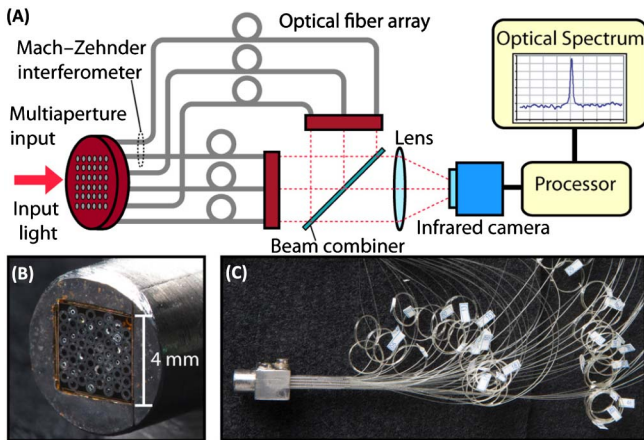 (A)
Optical fiber array
Mach–Zehnder
interferometer
Multiaperture
input
Input
light
Lens
Beam combiner
Infrared camera
Optical Spectrum
Processor
(B)
4 mm
(C)